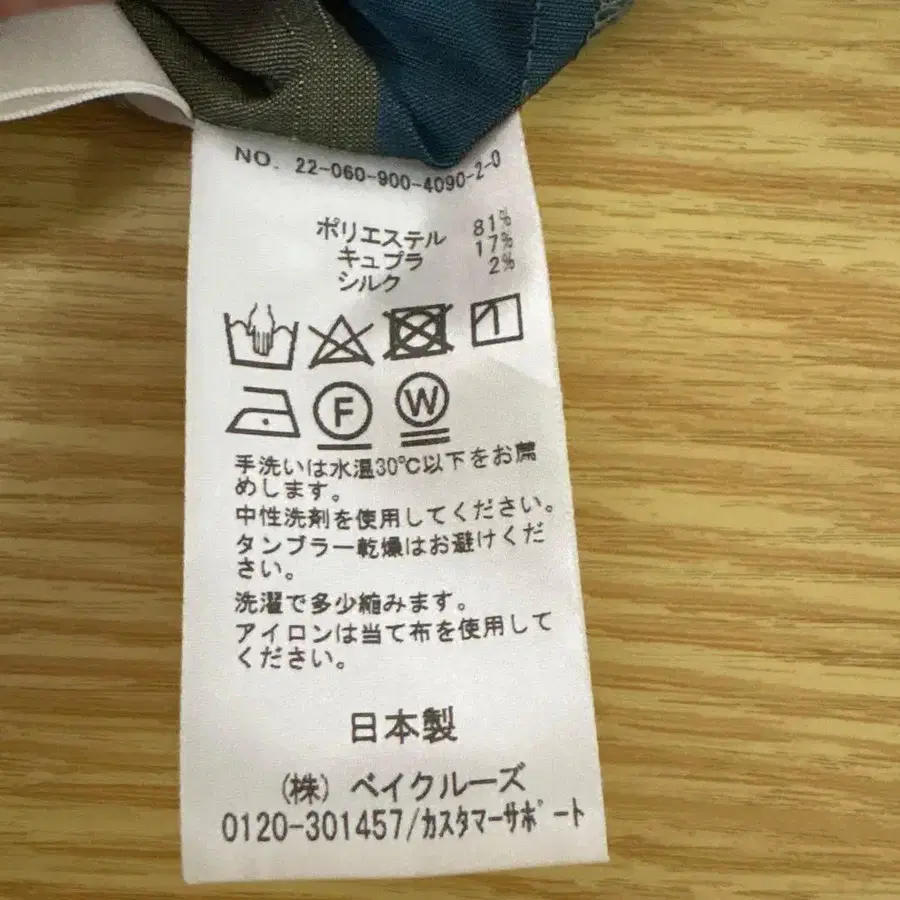 NO. 22-060-900-4090-2-0
ポリエステル 81%
キュプラ 17%
シルク 2%
F
W
手洗いは水温30℃以下をお薦
めします。
中性洗剤を使用してください。
タンブラー乾燥はお避けくだ
さい。
洗濯で多少縮みます。
アイロンは当て布を使用して
ください。
日本製
(株) ベイクルーズ
0120-301457/カスタマーサポート